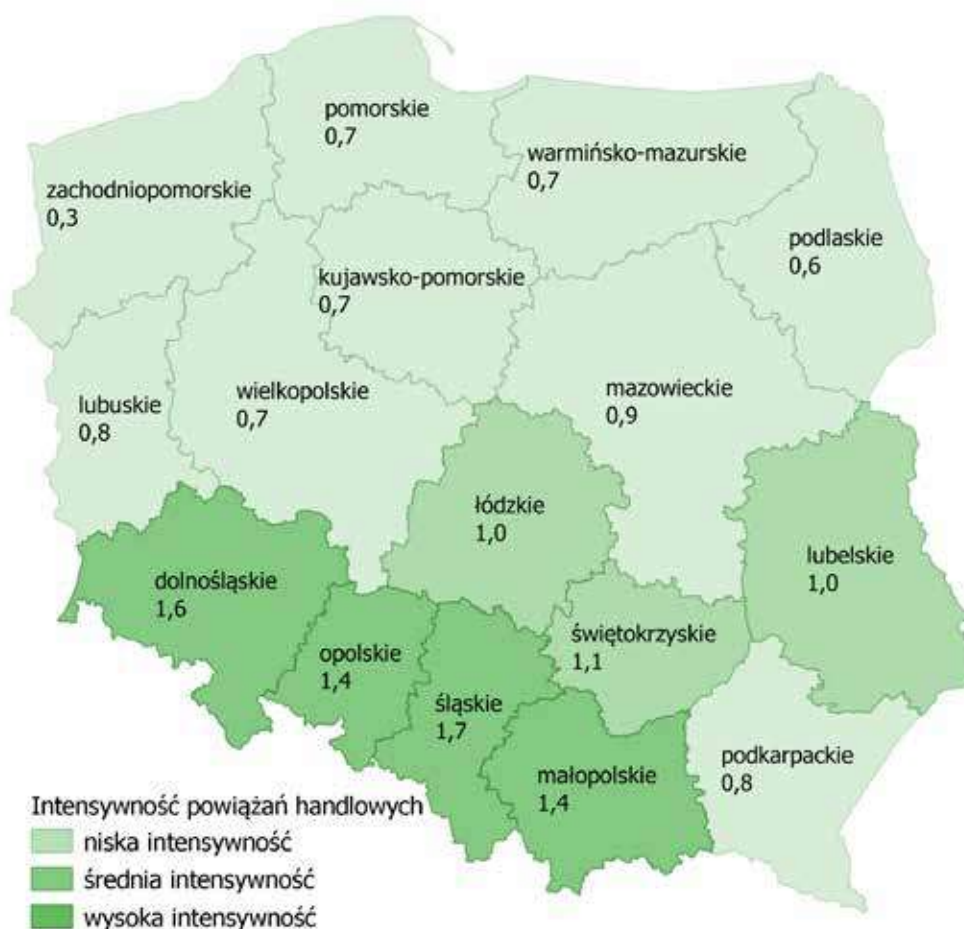 pomorskie
0,7
warmińsko-mazurskie
0,7
zachodniopomorskie
0,3
podlaskie
0,6
kujawsko-pomorskie
0,7
mazowieckie
0,9
wielkopolskie
0,7
lubuskie
0,8
łódzkie
1,0
lubelskie
1,0
dolnośląskie
1,6
świętokrzyskie
1,1
opolskie
1,4
śląskie
1,7
małopolskie
1,4
podkarpackie
0,8
Intensywność powiązań handlowych
niska intensywność
średnia intensywność
wysoka intensywność